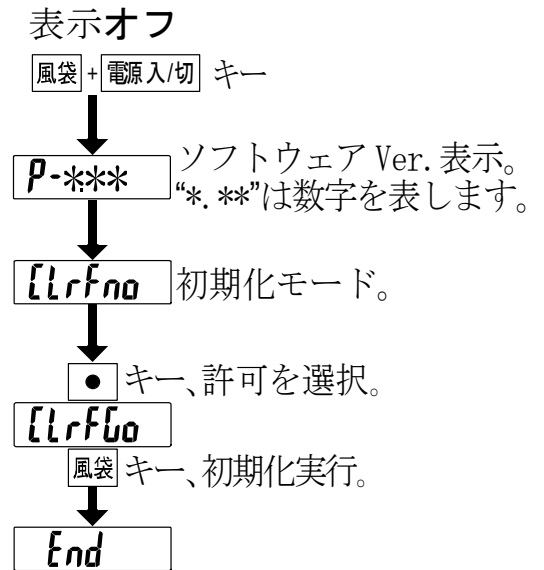 表示オフ
風袋 + 電源入/切 キー
P-*.** ソフトウェア Ver. 表示。
“*. **”は数字を表します。
CLrFno 初期化モード。
● キー、許可を選択。
CLrFGo
風袋 キー、初期化実行。
End